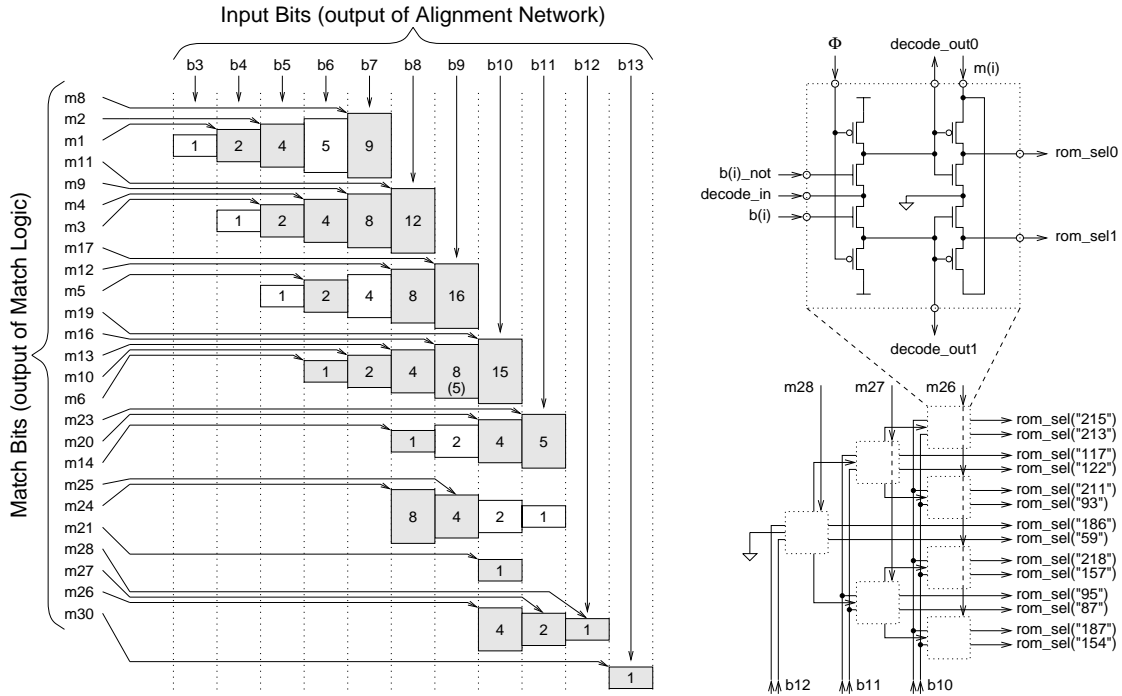 Input Bits (output of Alignment Network)
b3 b4 b5 b6 b7 b8 b9 b10 b11 b12 b13
Match Bits (output of Match Logic)
m8
m2
m1
m11
m9
m4
m3
m17
m12
m5
m19
m16
m13
m10
m6
m23
m20
m14
m25
m24
m21
m28
m27
m26
m30
1 2 4 5 9
1 2 4 8 12
1 2 4 8 16
1 2 4 8 15
(5)
1 2 4 5
8 4 2 1
1
4 2 1
1
Φ decode_out0
m(i)
rom_sel0
b(i)_not
decode_in
b(i)
rom_sel1
decode_out1
m28 m27 m26
rom_sel("215")
rom_sel("213")
rom_sel("117")
rom_sel("122")
rom_sel("211")
rom_sel("93")
rom_sel("186")
rom_sel("59")
rom_sel("218")
rom_sel("157")
rom_sel("95")
rom_sel("87")
rom_sel("187")
rom_sel("154")
b12 b11 b10